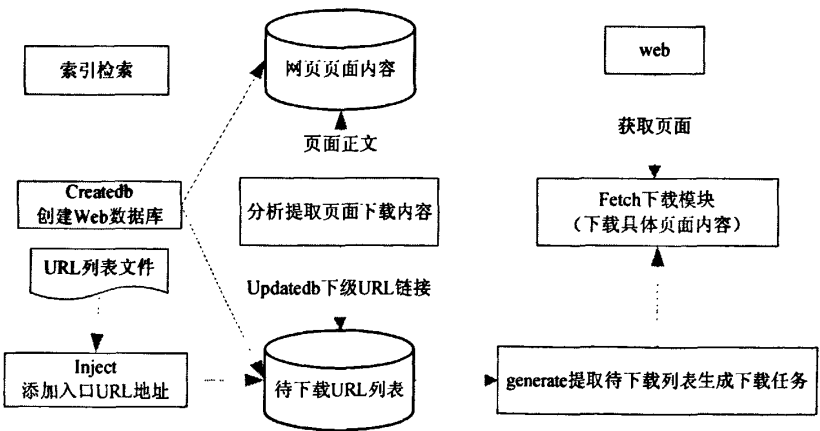 索引检索
网页页面内容
web
页面正文
获取页面
Createdb
创建Web数据库
分析提取页面下载内容
Fetch下载模块
（下载具体页面内容）
URL列表文件
Updatedb下级URL链接
Inject
添加入口URL地址
待下载URL列表
generate提取待下载列表生成下载任务